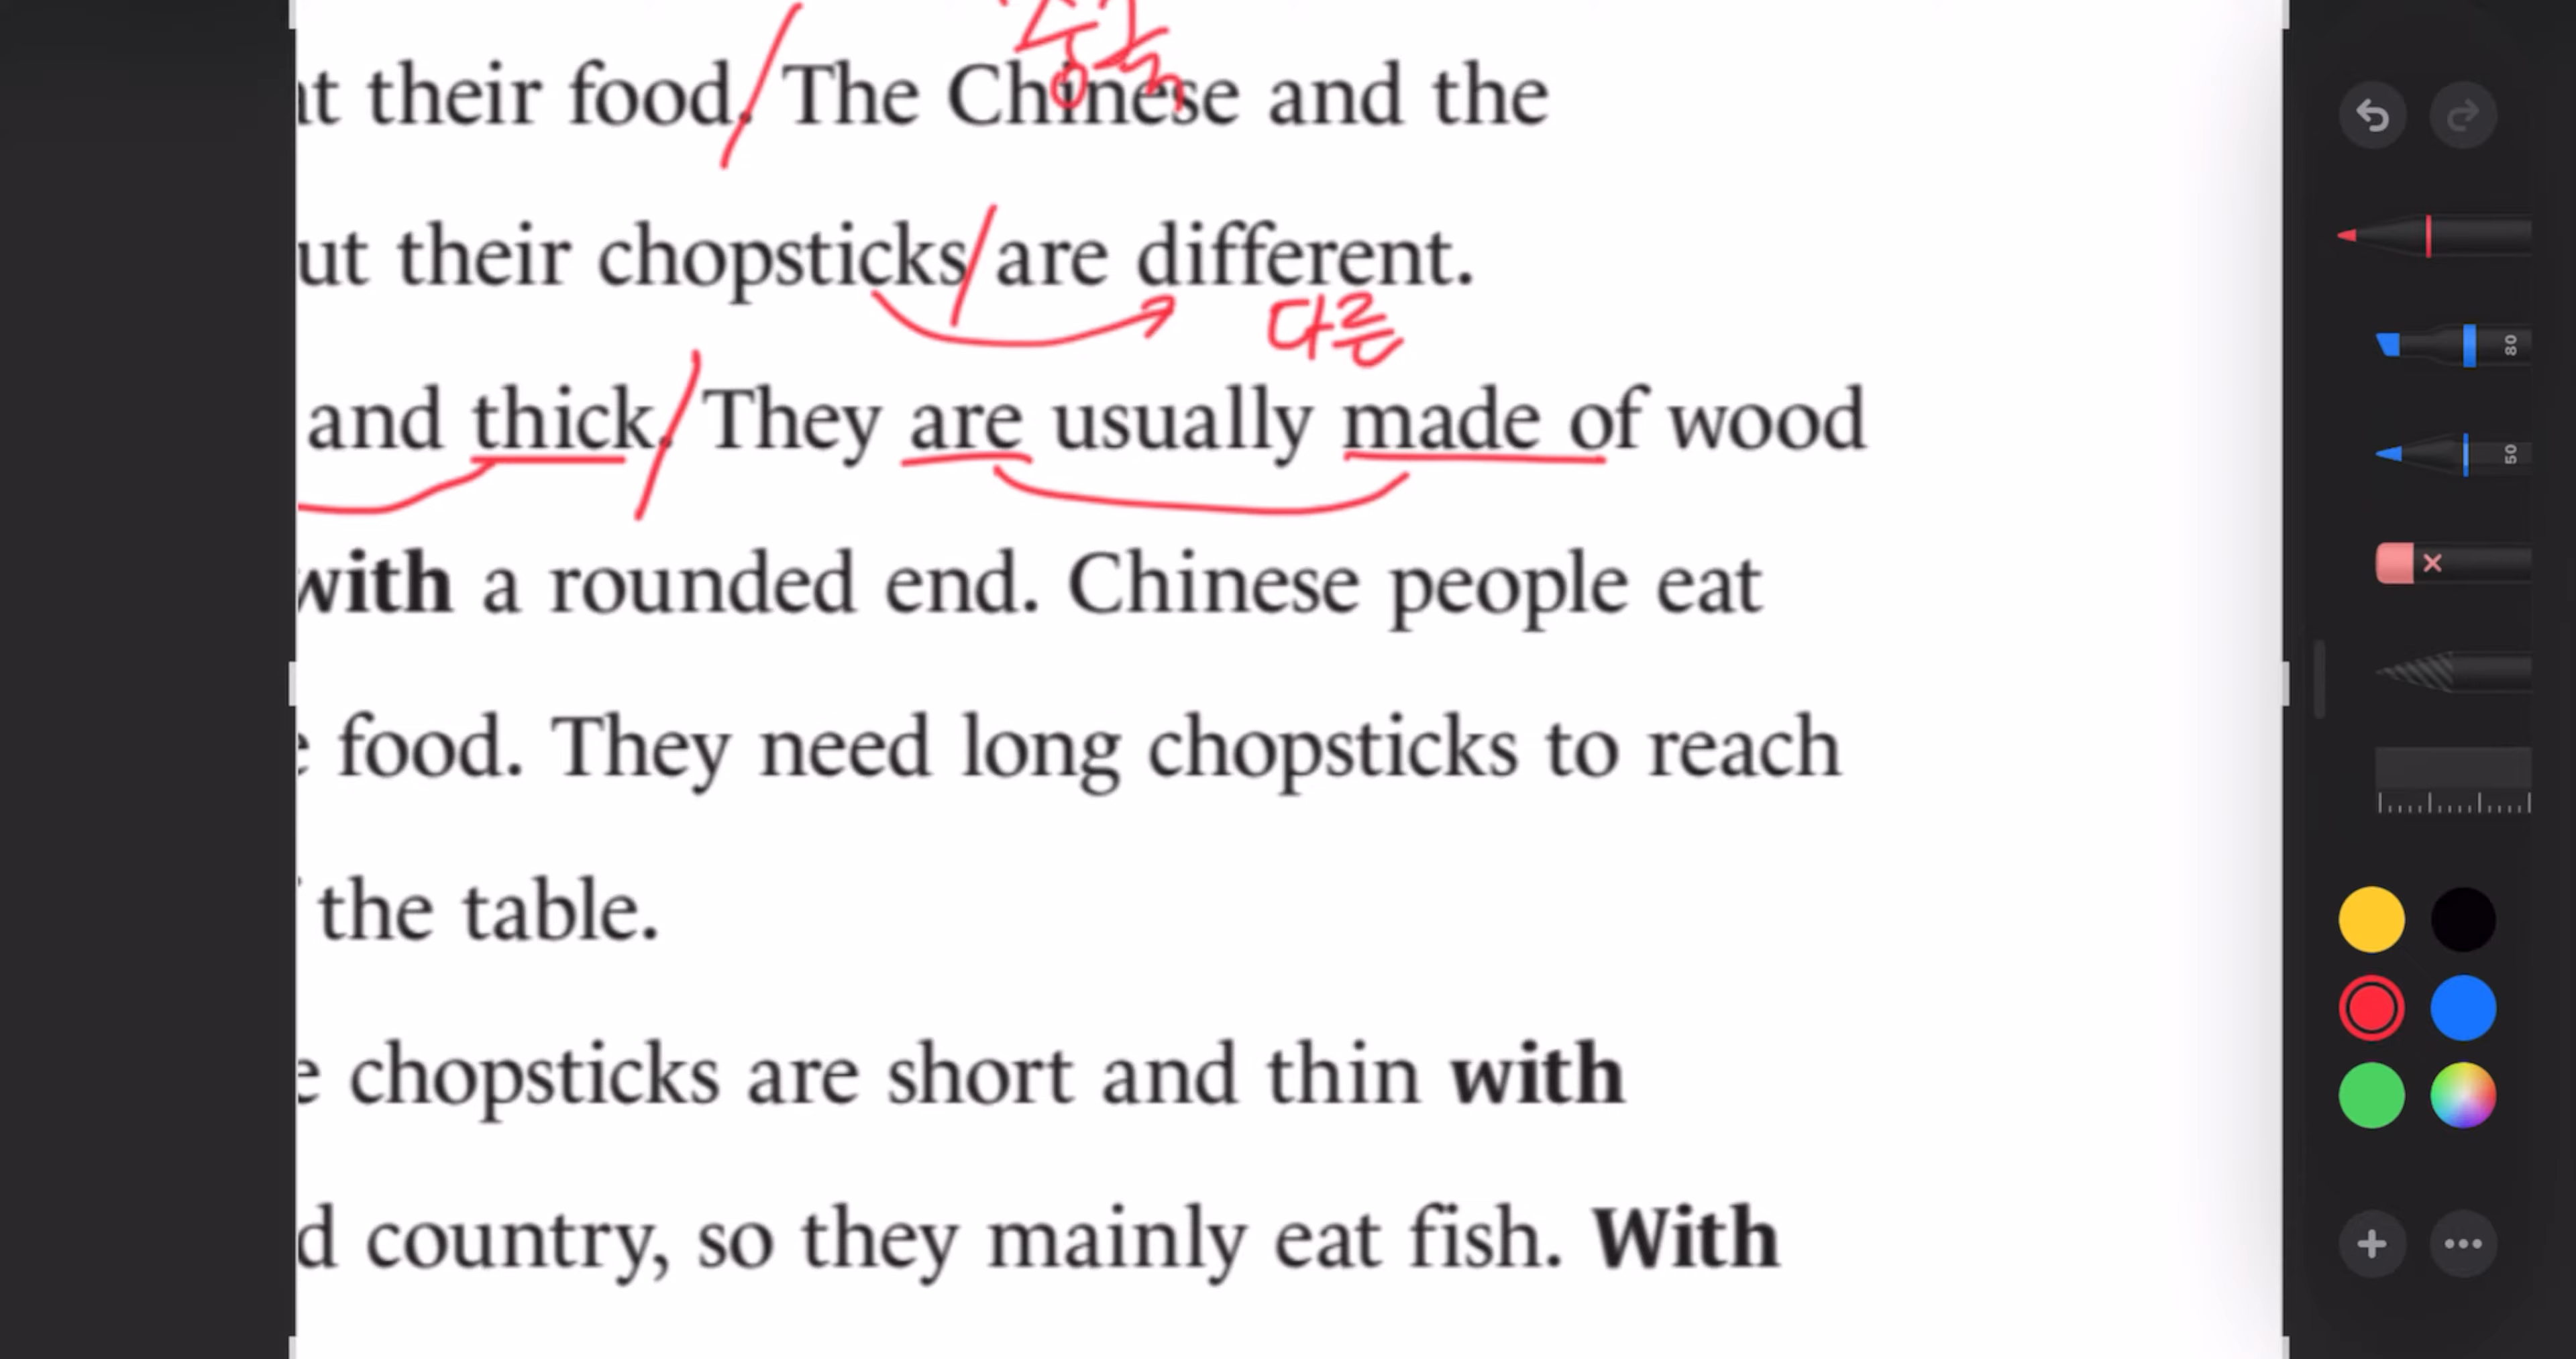 their food. The Chinese and the
their chopsticks are different.
다른
and thick. They are usually made of wood
with a rounded end. Chinese people eat
food. They need long chopsticks to reach
the table.
chopsticks are short and thin with
country, so they mainly eat fish. With
80
50